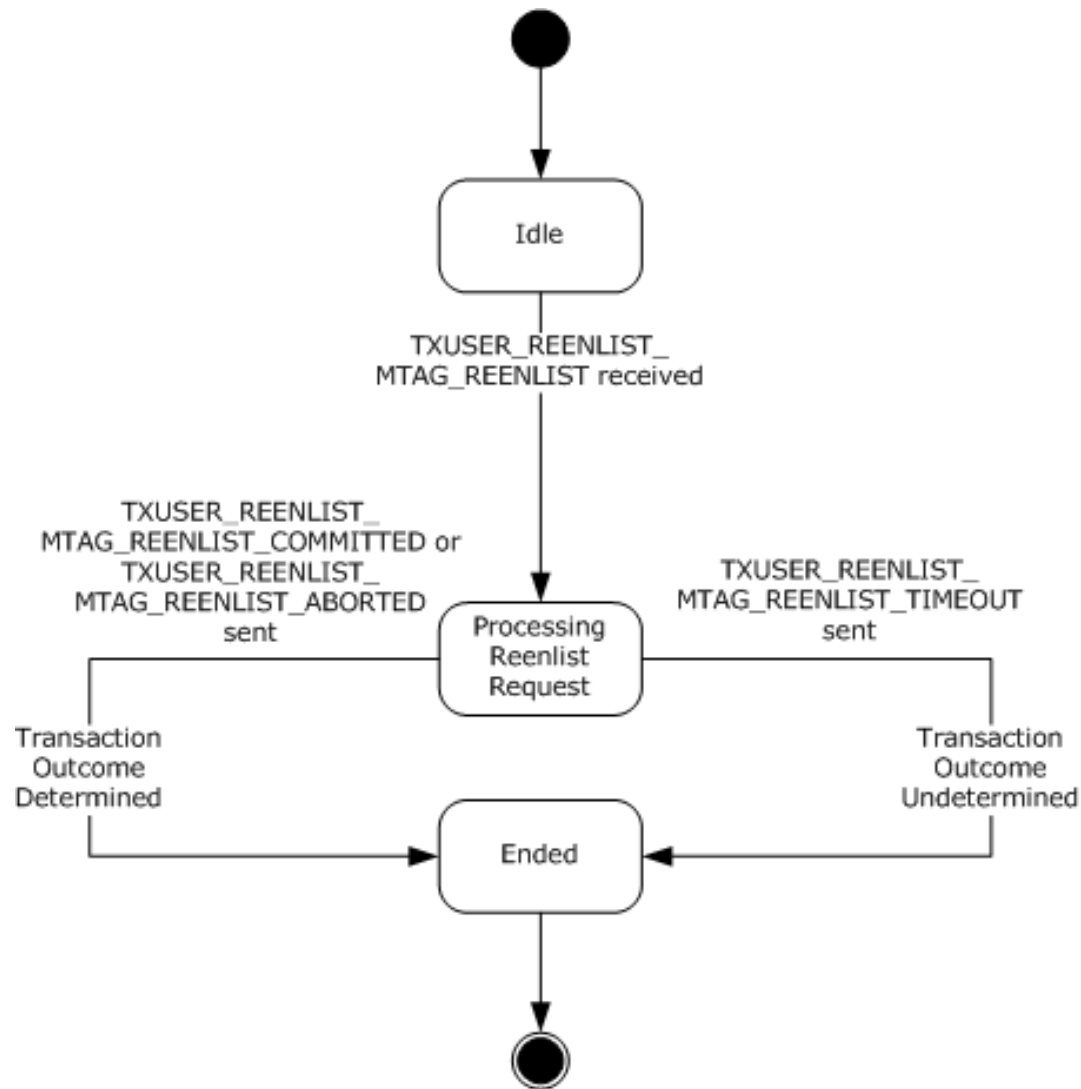 Idle
TXUSER_REENLIST_
MTAG_REENLIST received
TXUSER_REENLIST_
MTAG_REENLIST_COMMITTED or
TXUSER_REENLIST_
MTAG_REENLIST_ABORTED
sent
TXUSER_REENLIST_
MTAG_REENLIST_TIMEOUT
sent
Processing
Reenlist
Request
Transaction
Outcome
Determined
Transaction
Outcome
Undetermined
Ended